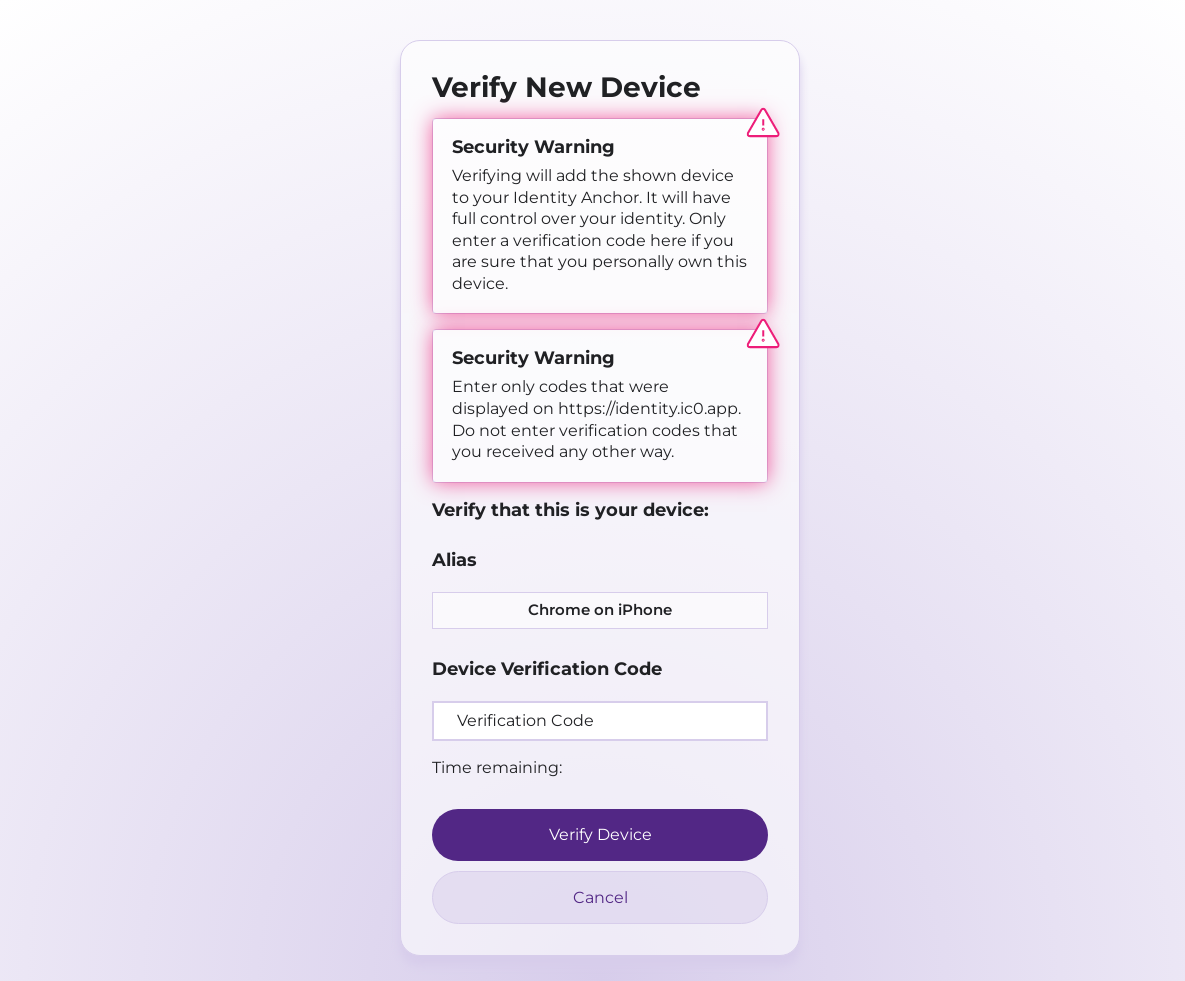 Verify New Device
Security Warning
Verifying will add the shown device
to your Identity Anchor. It will have
full control over your identity. Only
enter a verification code here if you
are sure that you personally own this
device.
Security Warning
Enter only codes that were
displayed on https://identity.ic0.app.
Do not enter verification codes that
you received any other way.
Verify that this is your device:
Alias
Chrome on iPhone
Device Verification Code
Verification Code
Time remaining:
Verify Device
Cancel